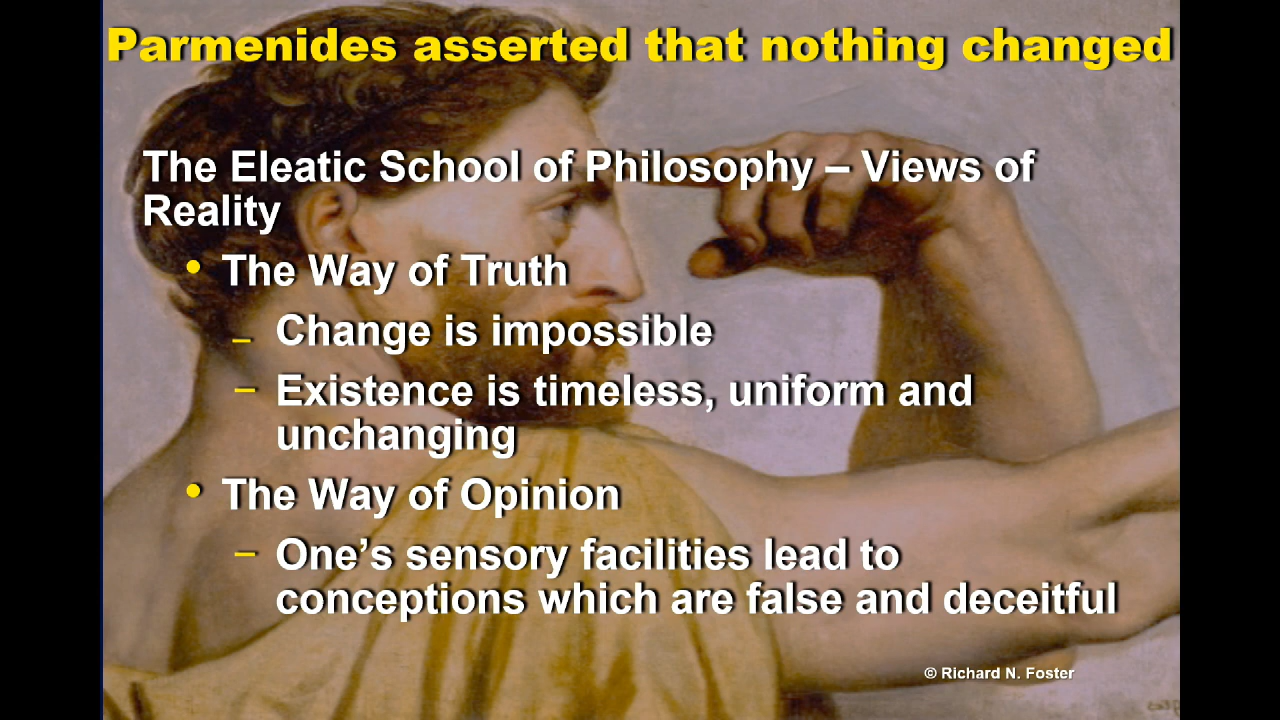 Parmenides asserted that nothing changed
The Eleatic School of Philosophy – Views of
Reality
• The Way of Truth
– Change is impossible
– Existence is timeless, uniform and
unchanging
• The Way of Opinion
– One’s sensory facilities lead to
conceptions which are false and deceitful
© Richard N. Foster